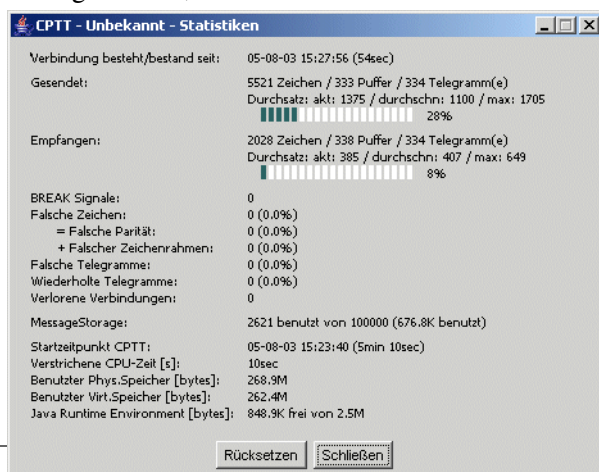 CPTT - Unbekannt - Statistiken
Verbindung besteht/bestand seit: 05-08-03 15:27:56 (54sec)
Gesendet: 5521 Zeichen / 333 Puffer / 334 Telegramm(e)
Durchsatz: akt: 1375 / durchschn: 1100 / max: 1705
28%
Empfangen: 2028 Zeichen / 338 Puffer / 334 Telegramm(e)
Durchsatz: akt: 385 / durchschn: 407 / max: 649
8%
BREAK Signale: 0
Falsche Zeichen: 0 (0.0%)
= Falsche Parität: 0 (0.0%)
+ Falscher Zeichenrahmen: 0 (0.0%)
Falsche Telegramme: 0 (0.0%)
Wiederholte Telegramme: 0 (0.0%)
Verlorene Verbindungen: 0
MessageStorage: 2621 benutzt von 100000 (676.8K benutzt)
Startzeitpunkt CPTT: 05-08-03 15:23:40 (5min 10sec)
Verstrichene CPU-Zeit [s]: 10sec
Benutzter Phys.Speicher [bytes]: 268.9M
Benutzter Virt.Speicher [bytes]: 262.4M
Java Runtime Environment [bytes]: 848.9K frei von 2.5M
Rücksetzen Schließen